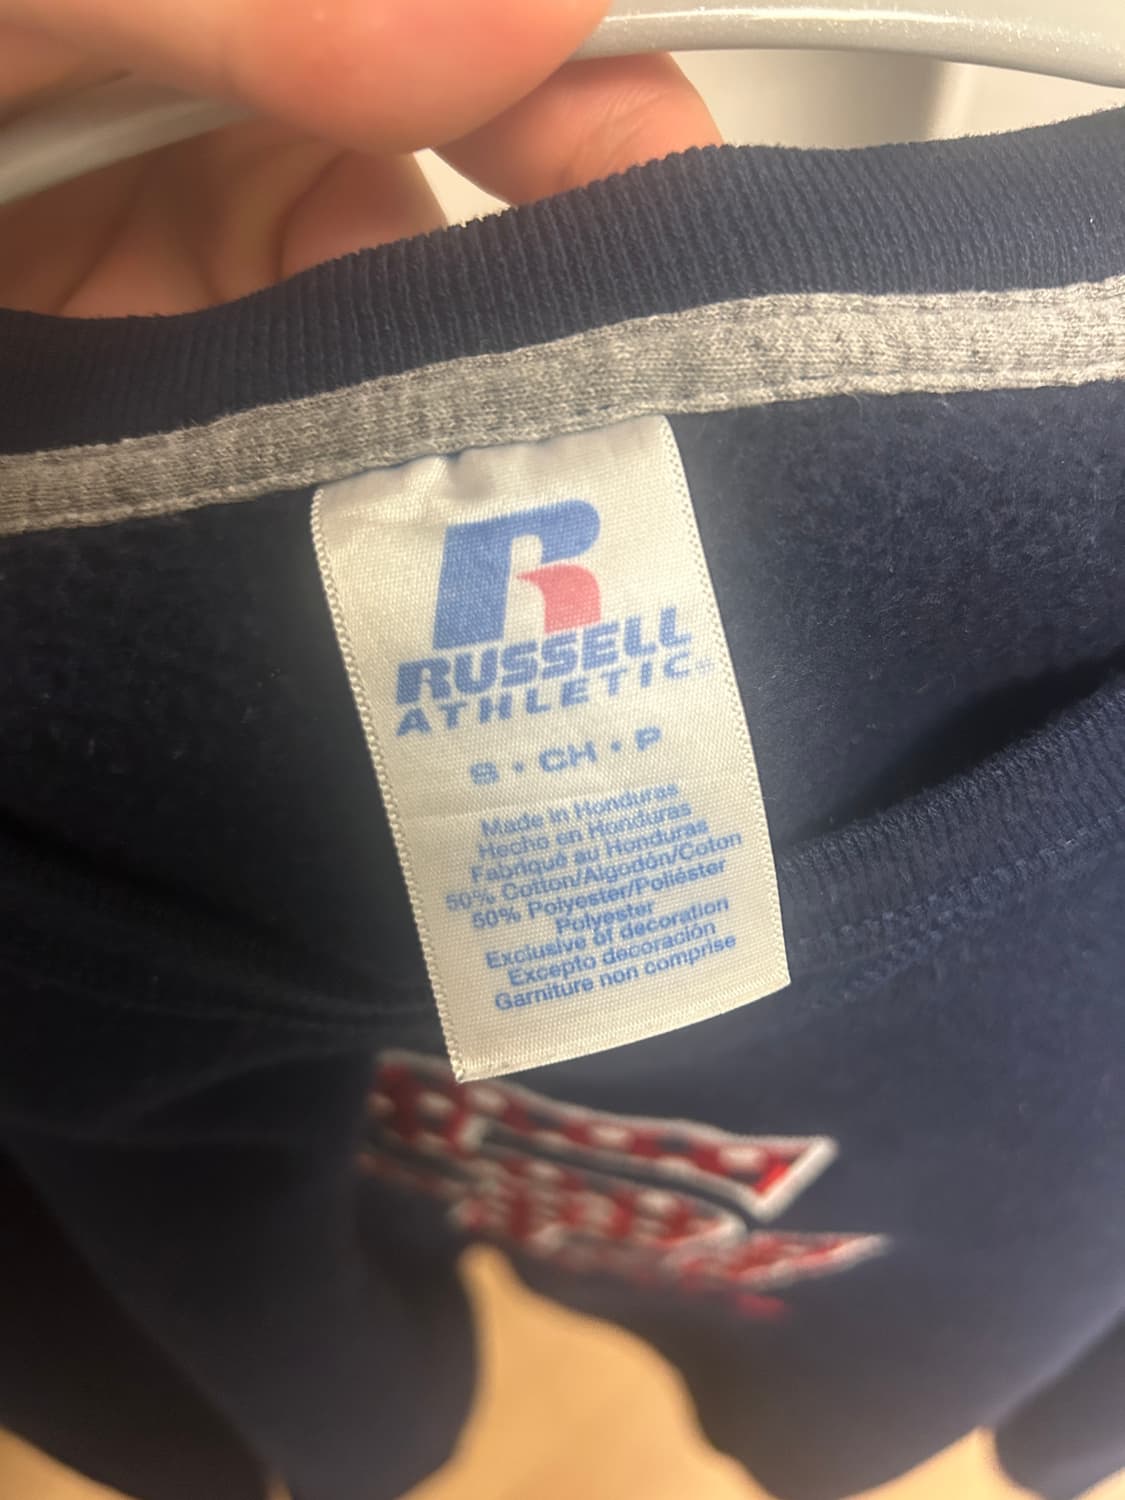 R
RUSSELL
ATHLETIC
S • CH • P
Made in Honduras
Hecho en Honduras
Fabriqué au Honduras
50% Cotton/Algodón/Coton
50% Polyester/Poliéster
Polyester
Exclusive of decoration
Excepto decoración
Garniture non comprise